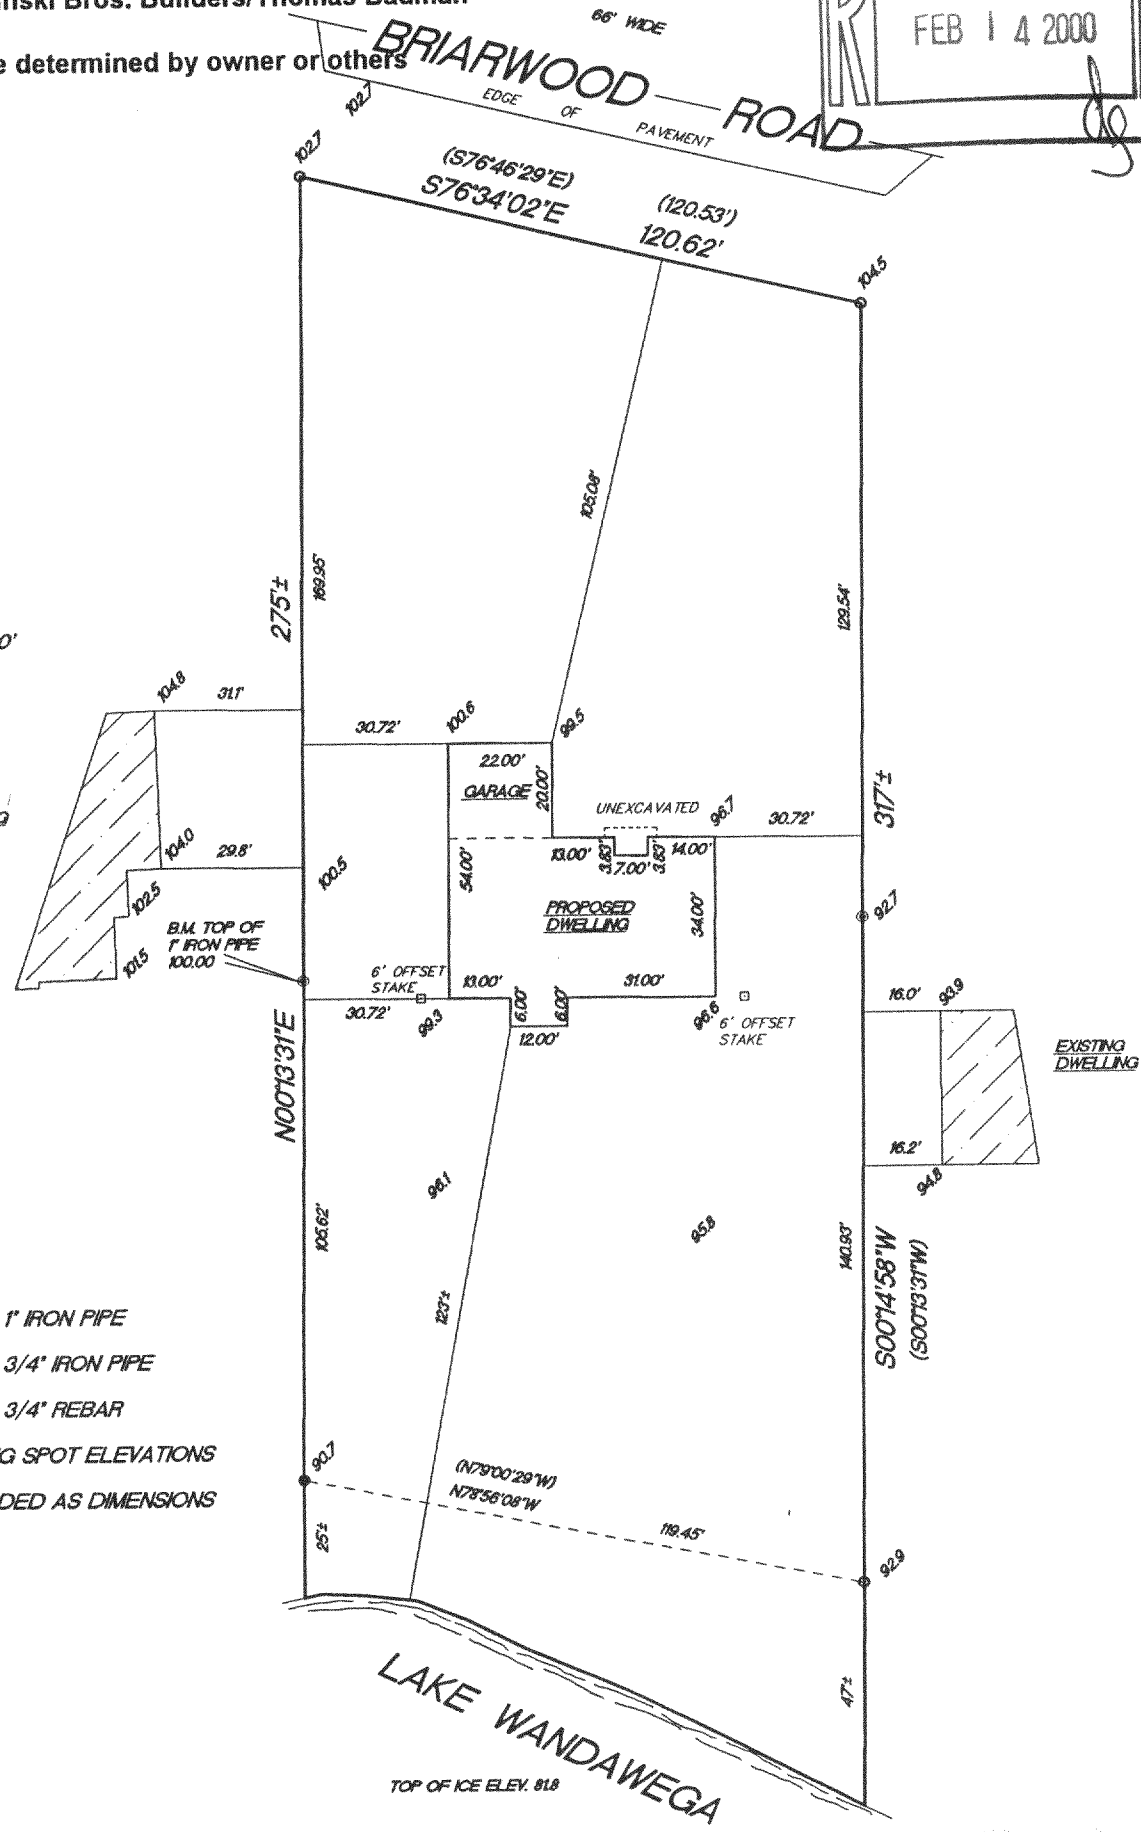 nski Bros. Builders/Thomas Bauman
e determined by owner or others
66' WIDE
FEB 14 2000
BRIARWOOD ROAD
EDGE OF PAVEMENT
102.7
102.7
(S76°46'29"E)
S76°34'02"E
(120.53')
120.62'
104.5
105.08'
275'±
169.95'
129.54'
0'
104.8
31.1'
30.72'
100.6
99.5
22.00'
GARAGE
20.00'
UNEXCAVATED
96.7
30.72'
317'±
g
104.0
29.8'
100.5
54.00'
13.00'
3.83'
7.00'
3.83'
14.00'
102.5
101.5
B.M. TOP OF
1" IRON PIPE
100.00
PROPOSED
DWELLING
34.00'
92.7
6' OFFSET
STAKE
13.00'
6.00'
6.00'
31.00'
30.72'
99.3
12.00'
96.6
6' OFFSET
STAKE
16.0'
93.9
EXISTING
DWELLING
N00°13'31"E
16.2'
94.8
96.1
95.8
105.62'
123'±
140.93'
S00°14'58"W
(S00°13'31"W)
1" IRON PIPE
3/4" IRON PIPE
3/4" REBAR
G SPOT ELEVATIONS
DED AS DIMENSIONS
90.7
(N79°00'29"W)
N78°56'08"W
119.45'
92.9
25'±
47'±
LAKE WANDAWEGA
TOP OF ICE ELEV. 81.8